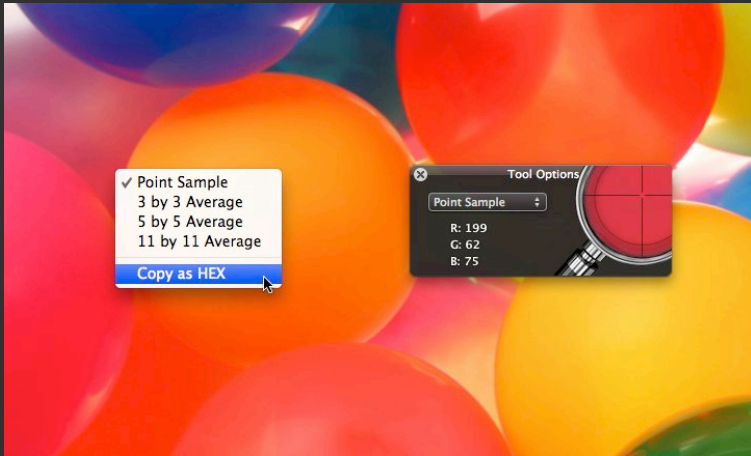 Point Sample
3 by 3 Average
5 by 5 Average
11 by 11 Average
Copy as HEX
Tool Options
Point Sample
R: 199
G: 62
B: 75